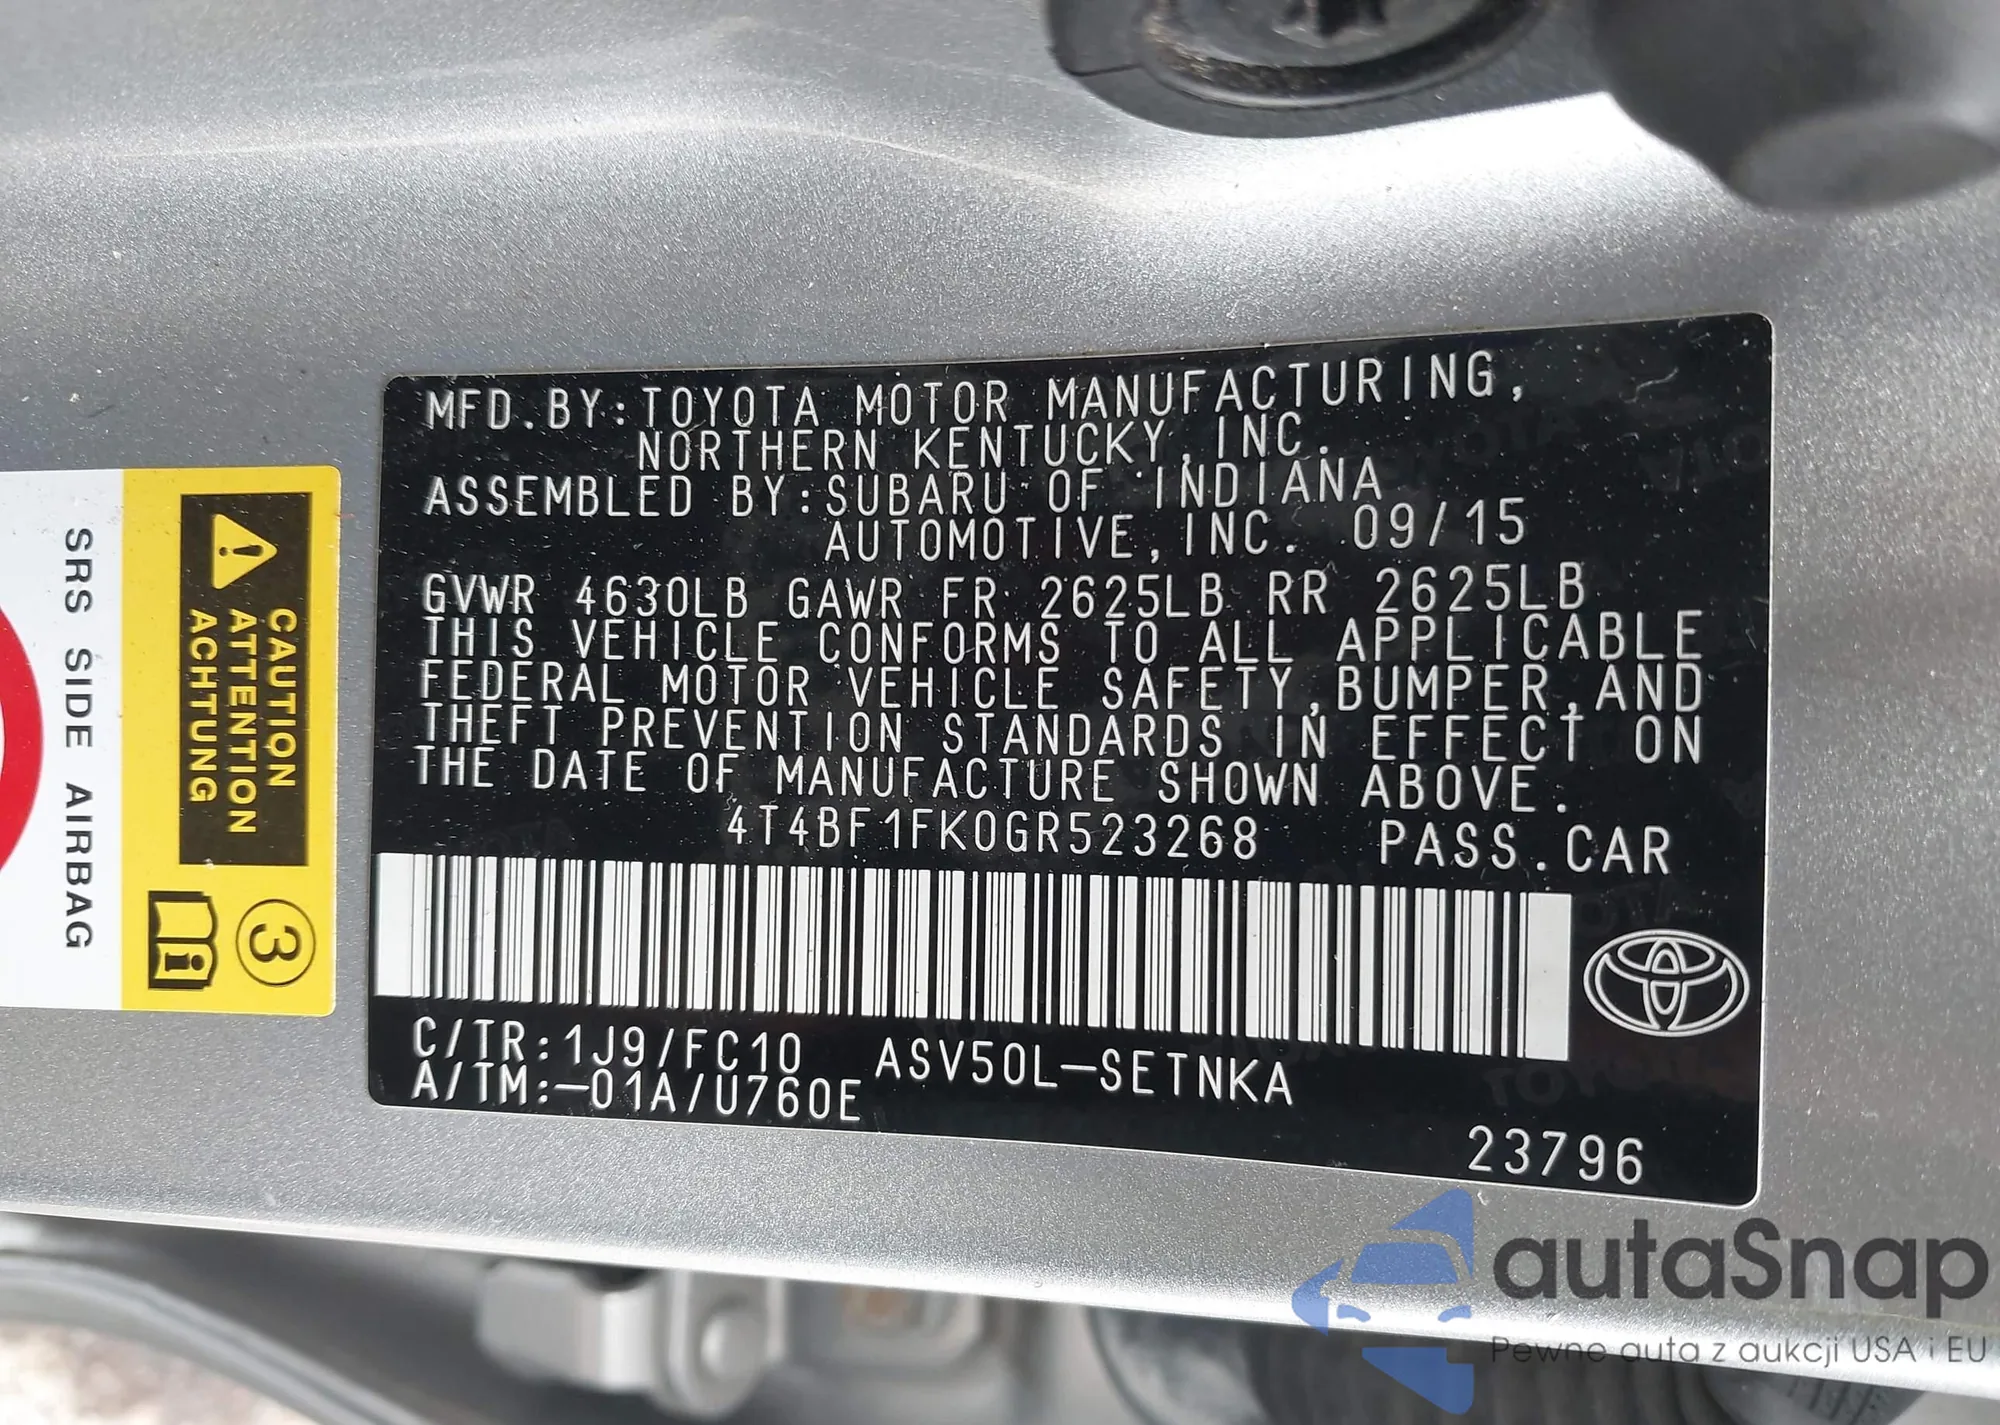 MFD.BY:TOYOTA MOTOR MANUFACTURING,
NORTHERN KENTUCKY,INC.
ASSEMBLED BY:SUBARU OF INDIANA
AUTOMOTIVE,INC. 09/15
GVWR 4630LB GAWR FR 2625LB RR 2625LB
THIS VEHICLE CONFORMS TO ALL APPLICABLE
FEDERAL MOTOR VEHICLE SAFETY,BUMPER,AND
THEFT PREVENTION STANDARDS IN EFFECT ON
THE DATE OF MANUFACTURE SHOWN ABOVE.
4T4BF1FK0GR523268 PASS.CAR
C/TR:1J9/FC10 ASV50L-SETNKA
A/TM:-01A/U760E
23796
CAUTION
ATTENTION
ACHTUNG
3
i
SRS SIDE AIRBAG
autaSnap
Pewne auta z aukcji USA i EU